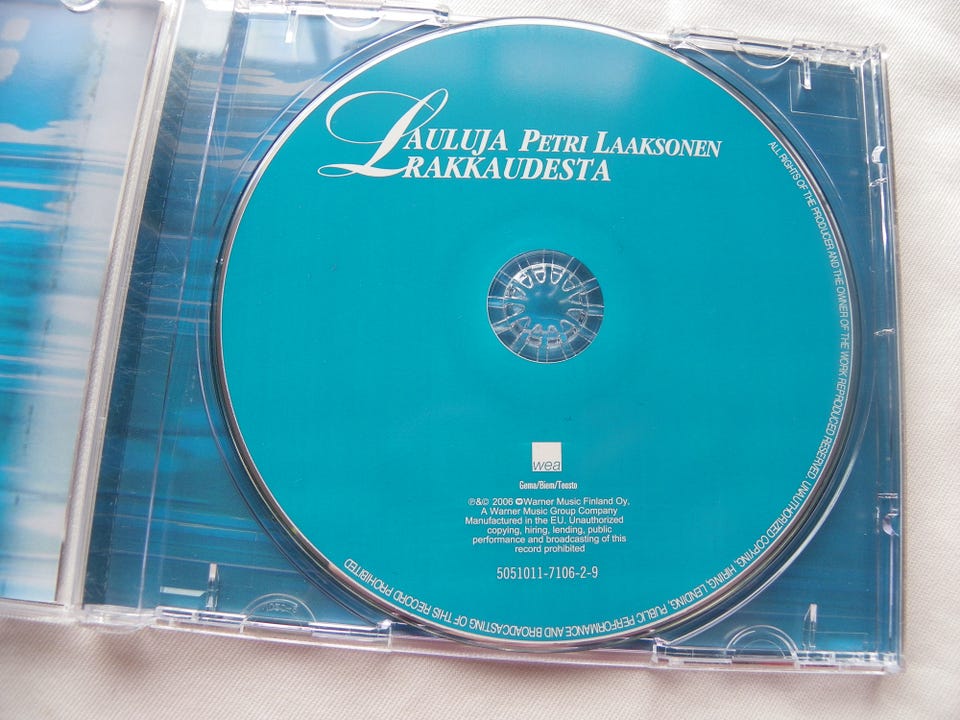 LAULUJA PETRI LAAKSONEN
RAKKAUDESTA
ALL RIGHTS OF THE PRODUCER AND THE OWNER OF THE WORK REPRODUCED RESERVED. UNAUTHORIZED COPYING, HIRING, LENDING, PUBLIC PERFORMANCE AND BROADCASTING OF THIS RECORD PROHIBITED
wea
Gema/Biem/Teosto
℗&© 2006 Warner Music Finland Oy,
A Warner Music Group Company
Manufactured in the EU. Unauthorized
copying, hiring, lending, public
performance and broadcasting of this
record prohibited
5051011-7106-2-9